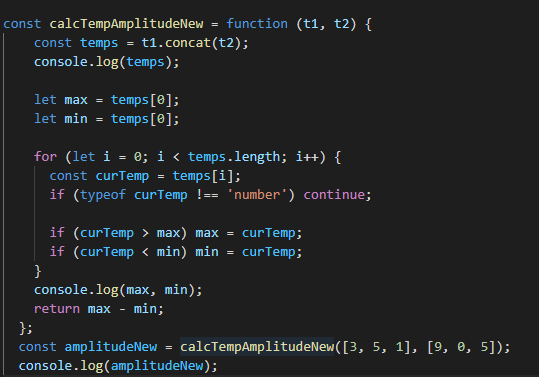 const calcTempAmplitudeNew = function (t1, t2) {
const temps = t1.concat(t2);
console.log(temps);
let max = temps[0];
let min = temps[0];
for (let i = 0; i < temps.length; i++) {
const curTemp = temps[i];
if (typeof curTemp !== 'number') continue;
if (curTemp > max) max = curTemp;
if (curTemp < min) min = curTemp;
}
console.log(max, min);
return max - min;
};
const amplitudeNew = calcTempAmplitudeNew([3, 5, 1], [9, 0, 5]);
console.log(amplitudeNew);